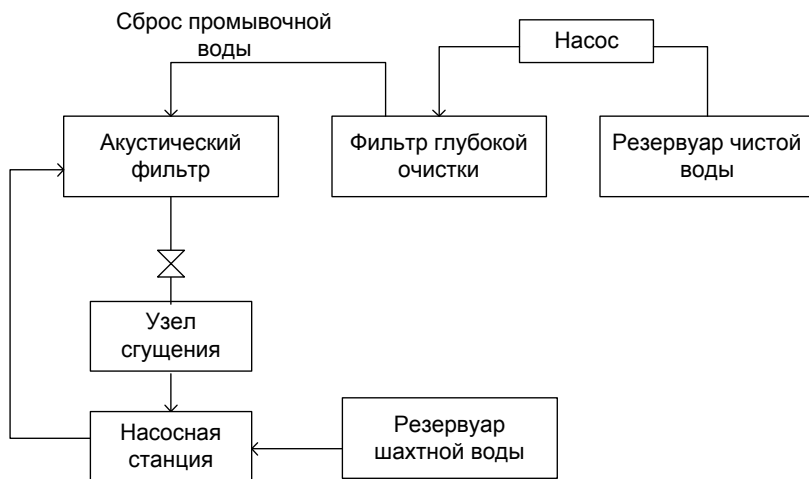 Сброс промывочной
воды
Насос
Акустический
фильтр
Фильтр глубокой
очистки
Резервуар чистой
воды
Узел
сгущения
Насосная
станция
Резервуар
шахтной воды